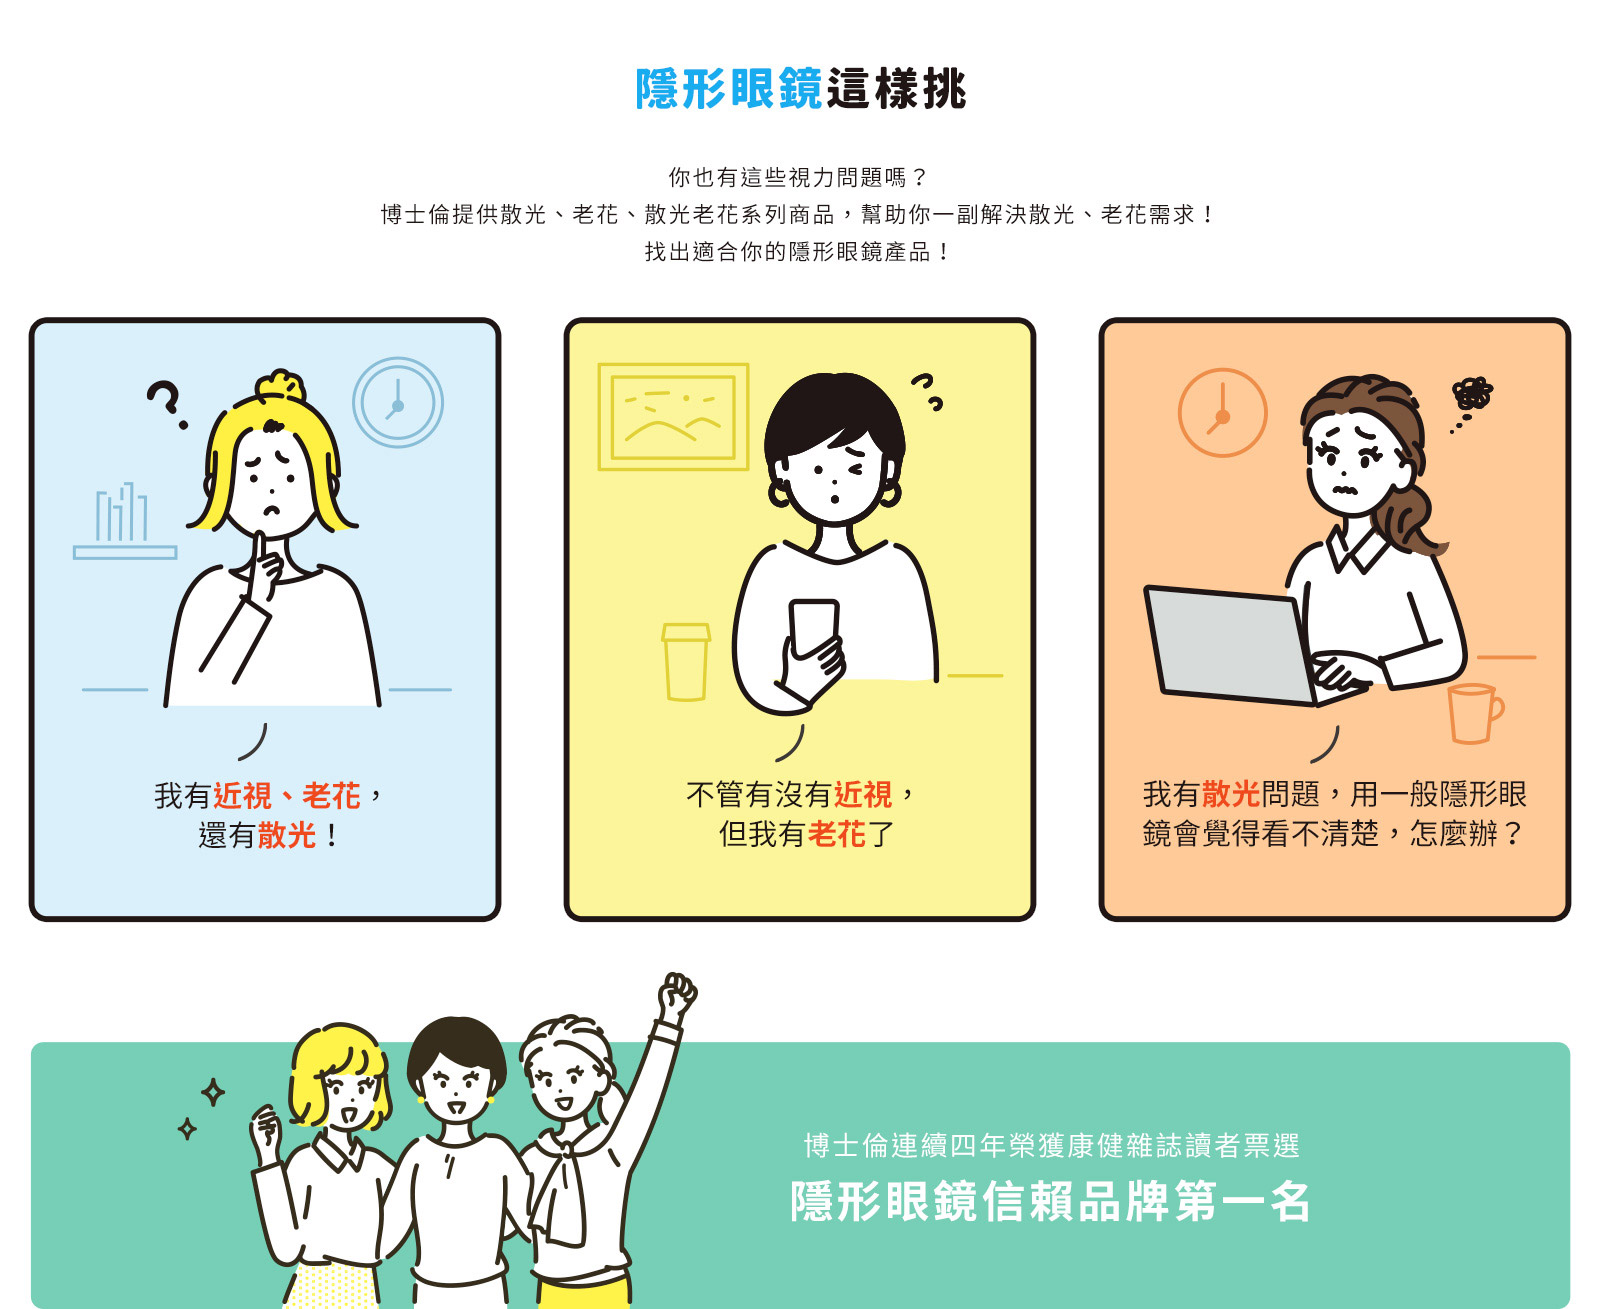 隱形眼鏡這樣挑
你也有這些視力問題嗎？
博士倫提供散光、老花、散光老花系列商品，幫助你一副解決散光、老花需求！
找出適合你的隱形眼鏡產品！
我有近視、老花，
還有散光！
不管有沒有近視，
但我有老花了
我有散光問題，用一般隱形眼
鏡會覺得看不清楚，怎麼辦？
博士倫連續四年榮獲康健雜誌讀者票選
隱形眼鏡信賴品牌第一名